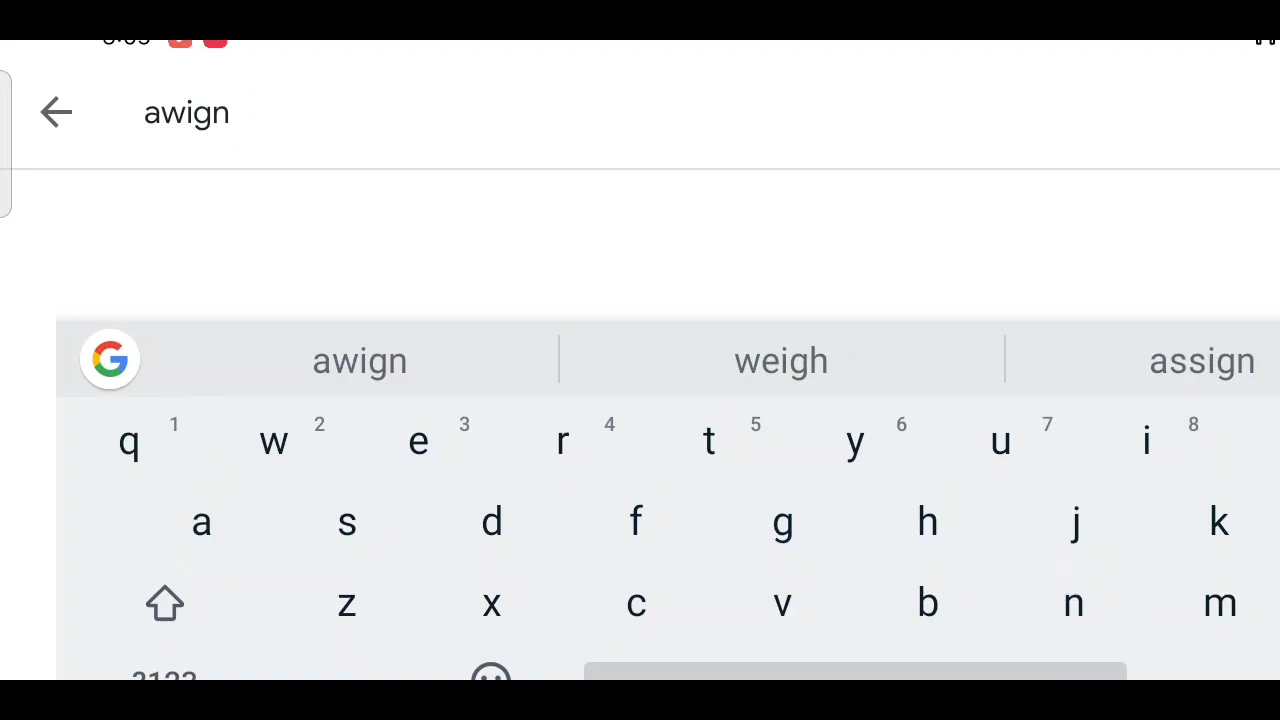 awign
awign weigh assign
q 1 w 2 e 3 r 4 t 5 y 6 u 7 i 8
a s d f g h j k
z x c v b n m